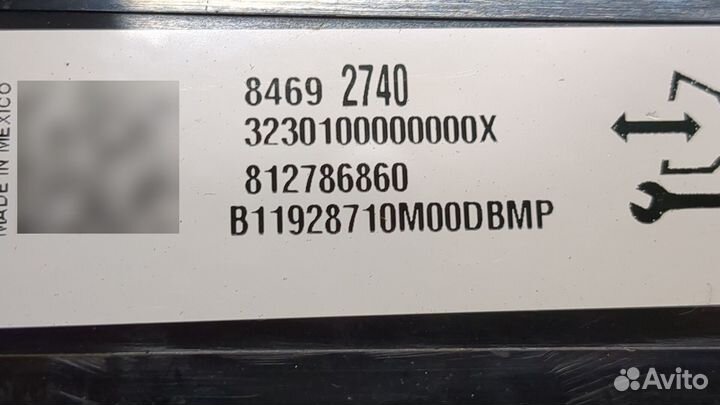 MADE IN MEXICO
8469 2740
3230100000000X
812786860
B11928710M00DBMP
Avito